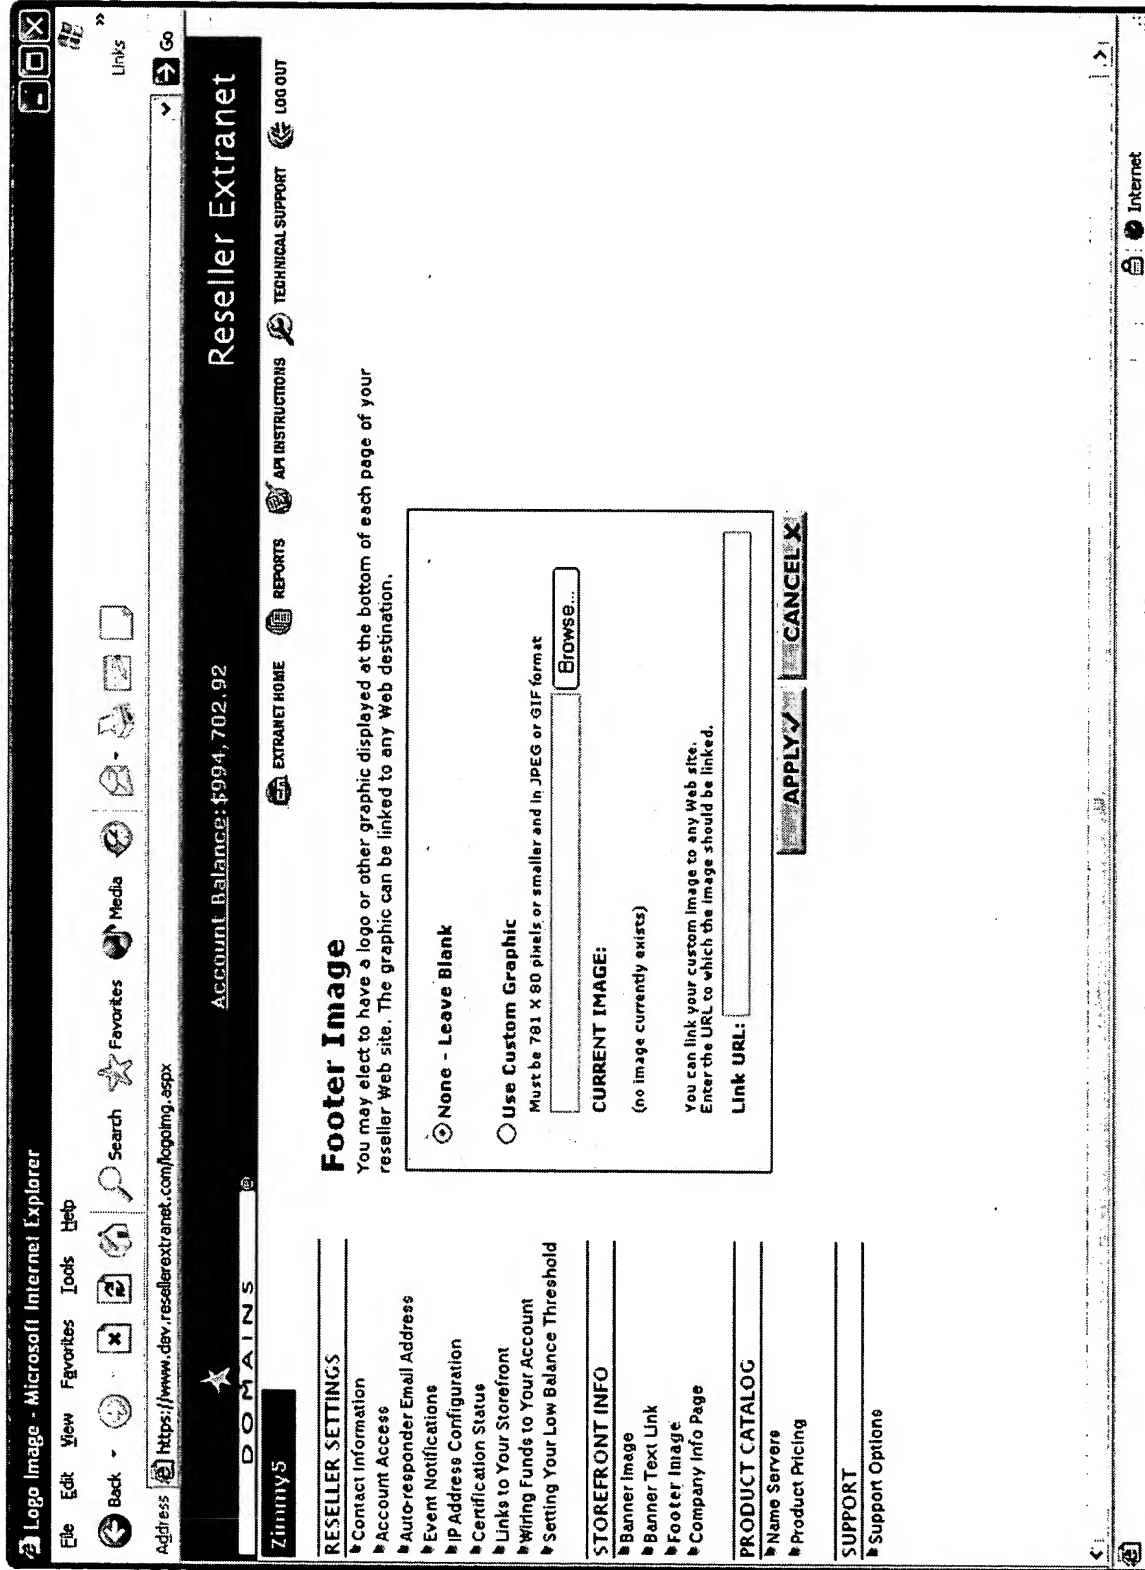 Logo Image - Microsoft Internet Explorer
File Edit View Favorites Tools Help
Back Search Favorites Media
Links »
Address https://www.dev.resellerextranet.com/logoimg.aspx
Go
DOMAINS
Account Balance:$994,702.92
Reseller Extranet
Zimmy5
EXTRANET HOME REPORTS API INSTRUCTIONS TECHNICAL SUPPORT LOG OUT
RESELLER SETTINGS
Contact Information
Account Access
Auto-responder Email Address
Event Notifications
IP Address Configuration
Certification Status
Links to Your Storefront
Wiring Funds to Your Account
Setting Your Low Balance Threshold
STOREFRONT INFO
Banner Image
Banner Text Link
Footer Image
Company Info Page
PRODUCT CATALOG
Name Servers
Product Pricing
SUPPORT
Support Options
Footer Image
You may elect to have a logo or other graphic displayed at the bottom of each page of your
reseller Web site. The graphic can be linked to any Web destination.
None - Leave Blank
Use Custom Graphic
Must be 781 X 80 pixels or smaller and in JPEG or GIF format
Browse...
CURRENT IMAGE:
(no image currently exists)
You can link your custom image to any Web site.
Enter the URL to which the image should be linked.
Link URL:
APPLY CANCEL X
Internet